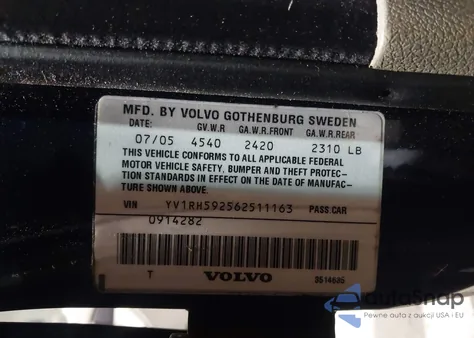 MFD. BY VOLVO GOTHENBURG SWEDEN
DATE: GV.W.R GA.W.R.FRONT GA.W.R.REAR
07/05 4540 2420 2310 LB
THIS VEHICLE CONFORMS TO ALL APPLICABLE FEDERAL
MOTOR VEHICLE SAFETY, BUMPER AND THEFT PROTEC-
TION STANDARDS IN EFFECT ON THE DATE OF MANUFAC-
TURE SHOWN ABOVE.
VIN YV1RH592562511163 PASS CAR
0914282
T VOLVO 3514695
autoSnap
Pewne auto z aukcji USA i EU